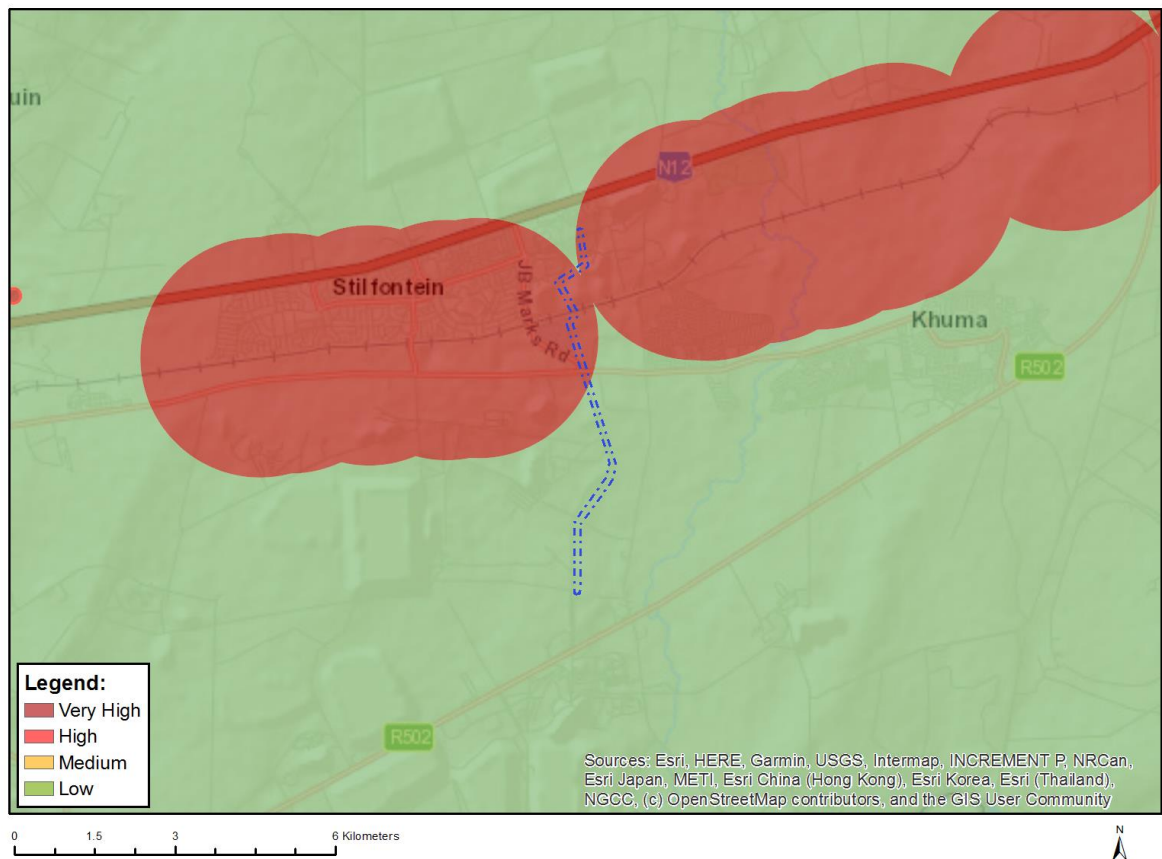 uin
N12
Stilfontein
JB Marks Rd
Khuma
R502
R502
Legend:
Very High
High
Medium
Low
Sources: Esri, HERE, Garmin, USGS, Intermap, INCREMENT P, NRCan,
Esri Japan, METI, Esri China (Hong Kong), Esri Korea, Esri (Thailand),
NGCC, (c) OpenStreetMap contributors, and the GIS User Community
0 1.5 3 6 Kilometers
N